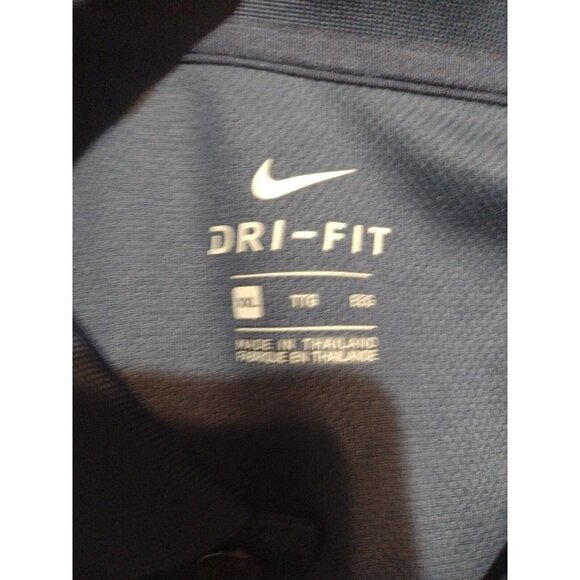 DRI-FIT
XXL TTG EEG
MADE IN THAILAND
FABRIQUE EN THAILANDE